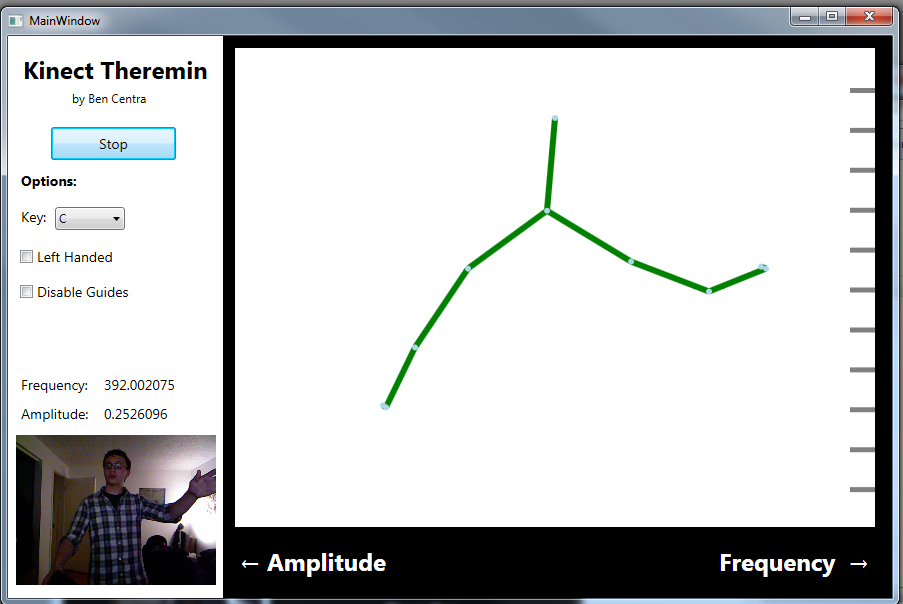 MainWindow
Kinect Theremin
by Ben Centra
Stop
Options:
Key: C
Left Handed
Disable Guides
Frequency: 392.002075
Amplitude: 0.2526096
← Amplitude
Frequency →